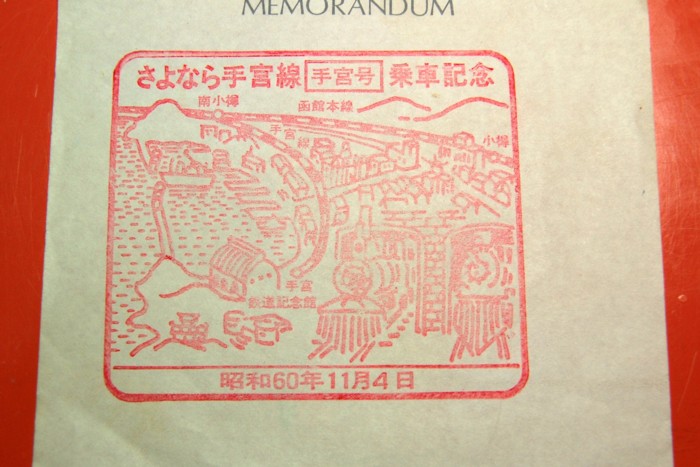 MEMORANDUM
さよなら手宮線 手宮号 乗車記念
南小樽
函館本線
手宮線
小樽
手宮
鉄道記念館
昭和60年11月4日